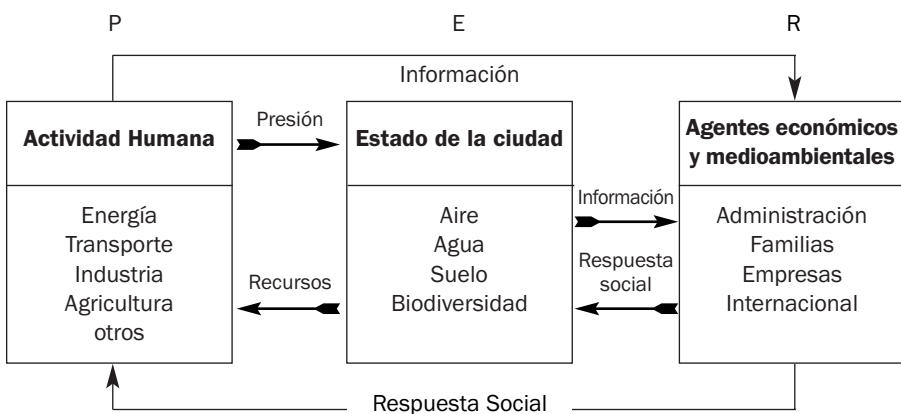 P E R
Información
Actividad Humana
Presión
Estado de la ciudad
Agentes económicos
y medioambientales
Energía
Transporte
Industria
Agricultura
otros
Recursos
Aire
Agua
Suelo
Biodiversidad
Información
Respuesta
social
Administración
Familias
Empresas
Internacional
Respuesta Social